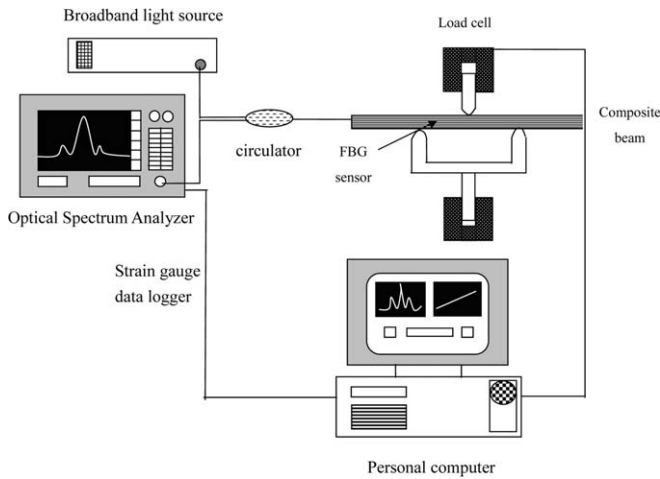 Broadband light source
Load cell
Composite
beam
circulator
FBG
sensor
Optical Spectrum Analyzer
Strain gauge
data logger
Personal computer